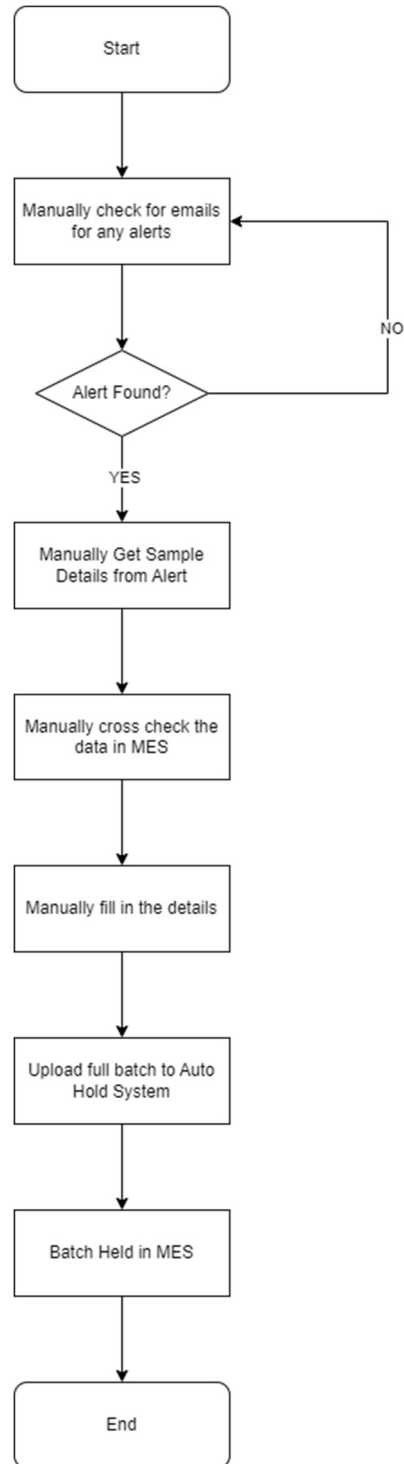 Start
Manually check for emails
for any alerts
NO
Alert Found?
YES
Manually Get Sample
Details from Alert
Manually cross check the
data in MES
Manually fill in the details
Upload full batch to Auto
Hold System
Batch Held in MES
End